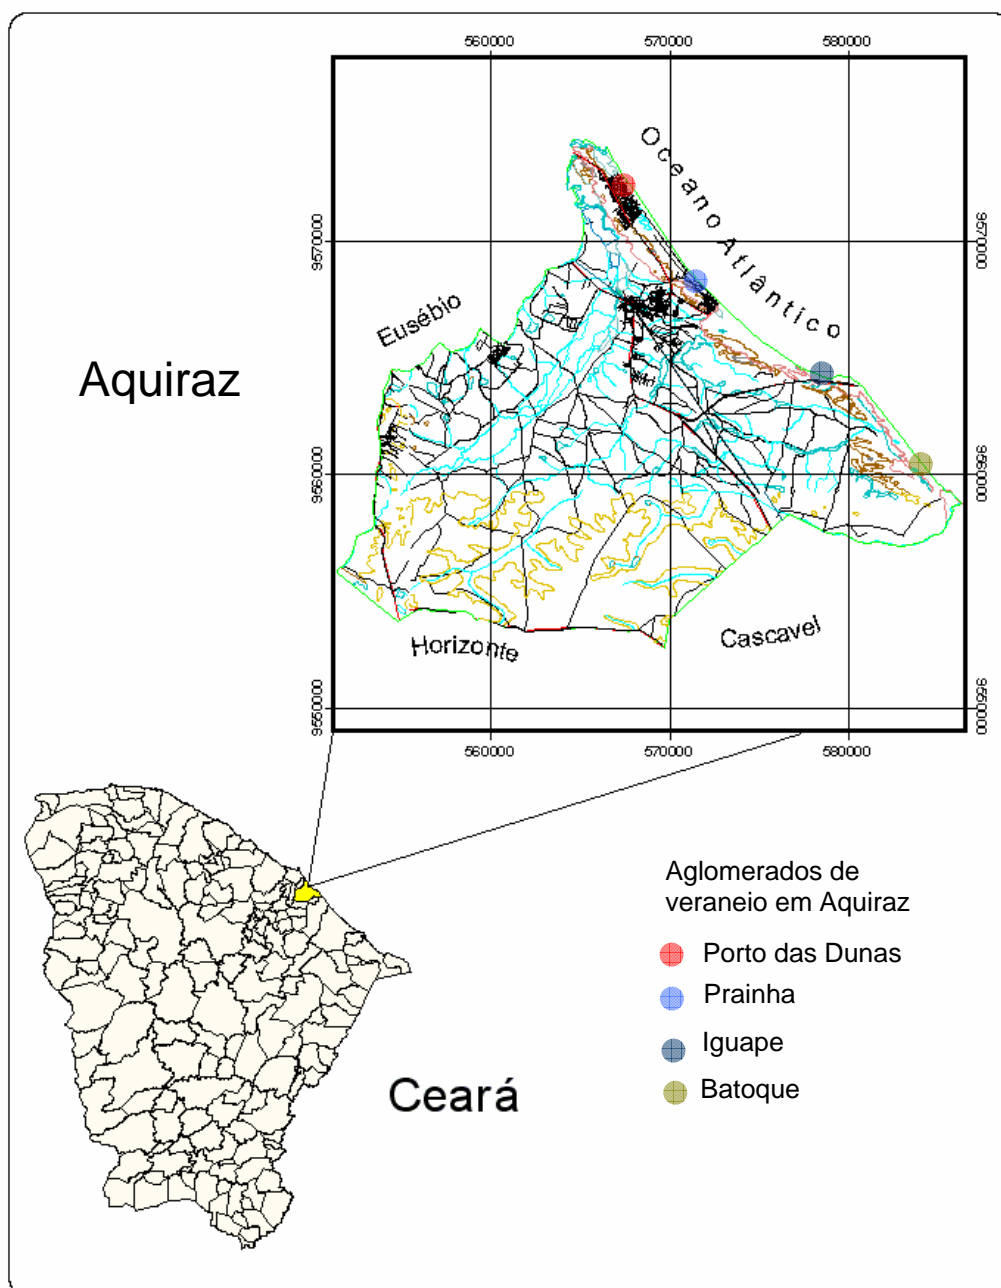 560000
570000
580000
Oceano Atlântico
9570000
9570000
Eusébio
Aquiraz
9560000
9560000
Horizonte
Cascavel
9550000
9550000
560000
570000
580000
Aglomerados de
veraneio em Aquiraz
Porto das Dunas
Prainha
Iguape
Batoque
Ceará